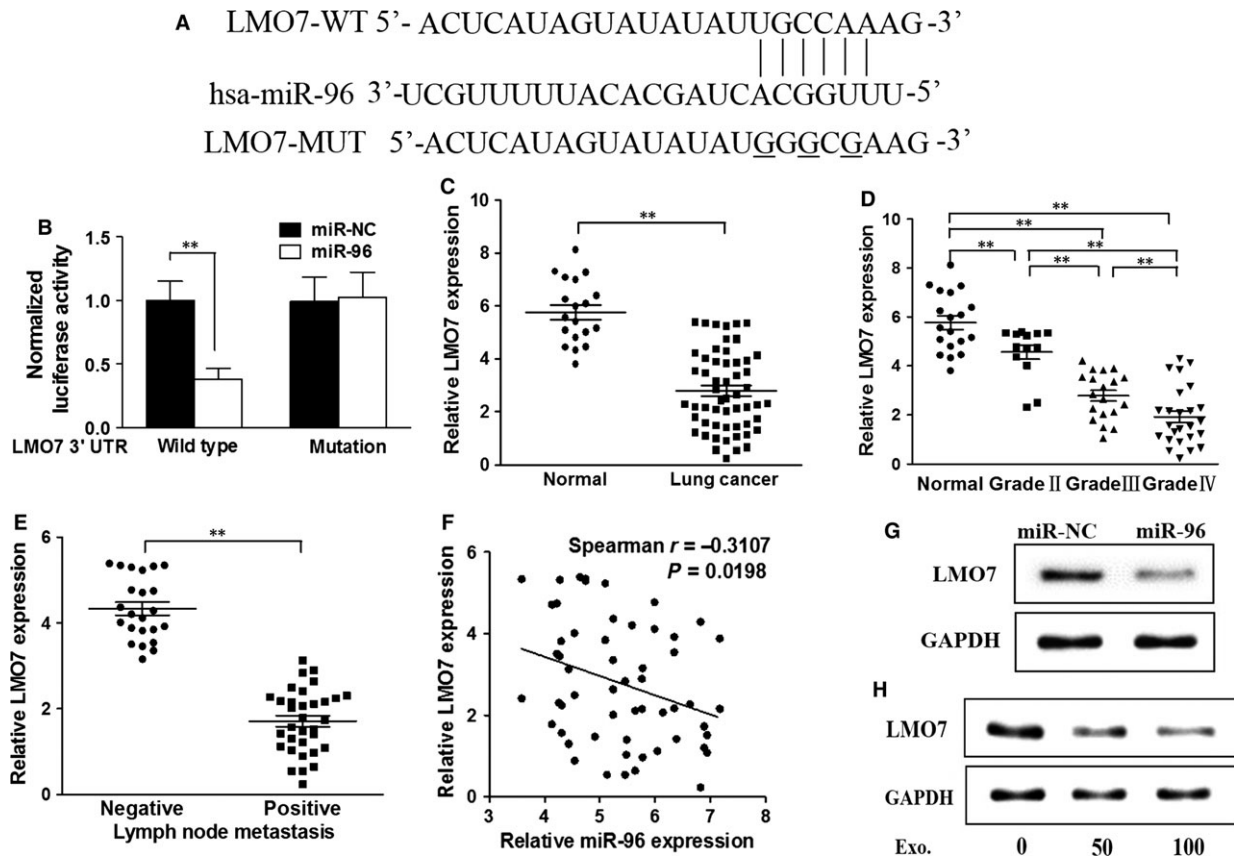 A
LMO7-WT 5’- ACUCAUAGUAUAUAUUGCCAAAG -3’
hsa-miR-96 3’-UCGUUUUUACACGAUCACGGUUU-5’
LMO7-MUT 5’-ACUCAUAGUAUAUAUGGGCGAAG -3’
B
miR-NC
miR-96
Normalized
luciferase activity
1.5
1.0
0.5
0.0
**
LMO7 3' UTR
Wild type
Mutation
C
Relative LMO7 expression
10
8
6
4
2
0
**
Normal
Lung cancer
D
Relative LMO7 expression
10
8
6
4
2
0
**
**
**
**
**
**
Normal
Grade Ⅱ
Grade Ⅲ
Grade Ⅳ
E
Relative LMO7 expression
6
4
2
0
**
Negative
Positive
Lymph node metastasis
F
Spearman r = –0.3107
P = 0.0198
Relative LMO7 expression
6
5
4
3
2
1
0
3
4
5
6
7
8
Relative miR-96 expression
G
miR-NC
miR-96
LMO7
GAPDH
H
LMO7
GAPDH
Exo.
0
50
100